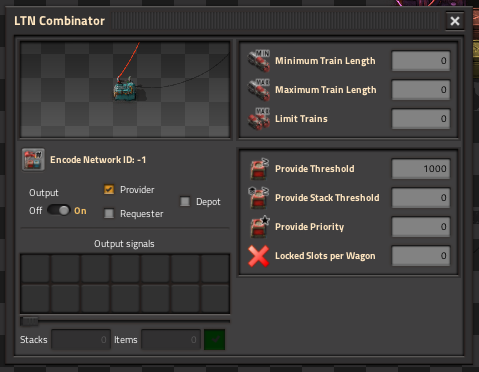 LTN Combinator
Minimum Train Length 0
Maximum Train Length 0
Limit Trains 0
Encode Network ID: -1
Output
Off On
Provider
Requester
Depot
Output signals
Stacks 0 Items 0
Provide Threshold 1000
Provide Stack Threshold 0
Provide Priority 0
Locked Slots per Wagon 0